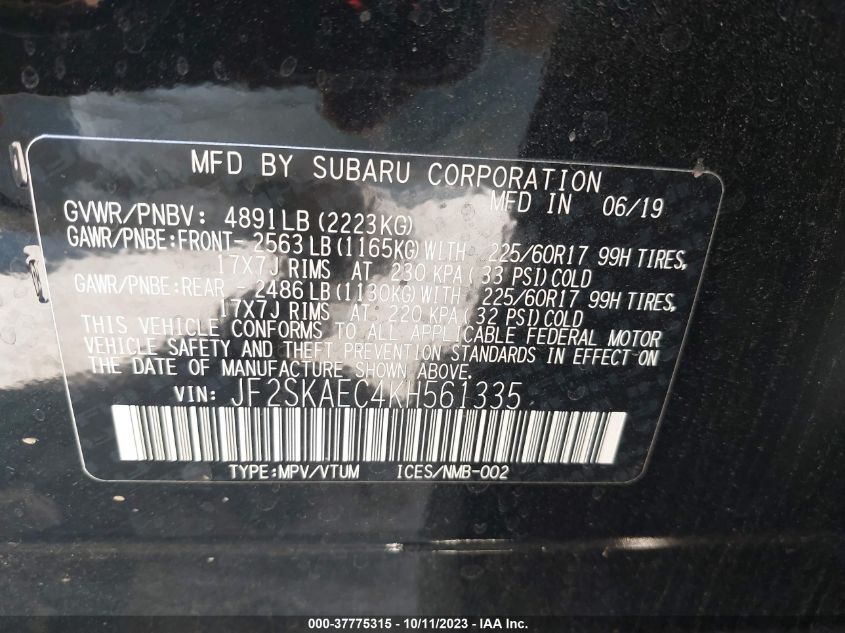 MFD BY SUBARU CORPORATION
MFD IN 06/19
GVWR/PNBV: 4891LB(2223KG)
GAWR/PNBE:FRONT- 2563LB(1165KG)WITH 225/60R17 99H TIRES,
17X7J RIMS AT 230 KPA(33 PSI)COLD
GAWR/PNBE:REAR - 2486LB(1130KG)WITH 225/60R17 99H TIRES,
17X7J RIMS AT 220 KPA(32 PSI)COLD
THIS VEHICLE CONFORMS TO ALL APPLICABLE FEDERAL MOTOR
VEHICLE SAFETY AND THEFT PREVENTION STANDARDS IN EFFECT ON
THE DATE OF MANUFACTURE SHOWN ABOVE.
VIN: JF2SKAEC4KH561335
TYPE:MPV/VTUM ICES/NMB-002
000-37775315 - 10/11/2023 - IAA Inc.